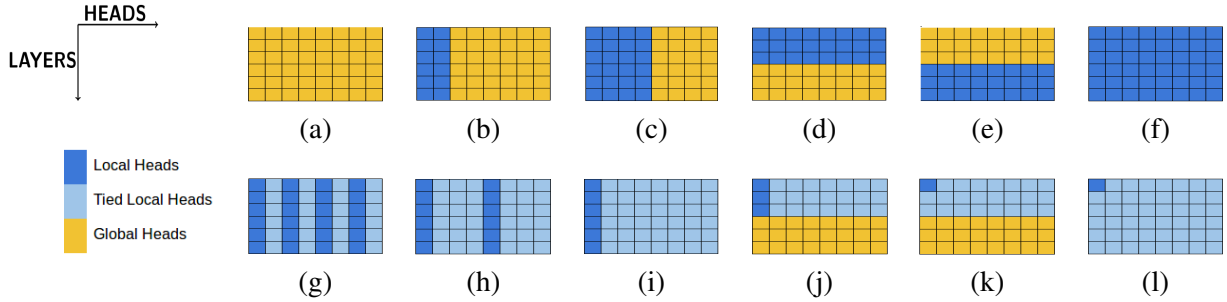 HEADS
LAYERS
(a) (b) (c) (d) (e) (f)
Local Heads
Tied Local Heads
Global Heads
(g) (h) (i) (j) (k) (l)